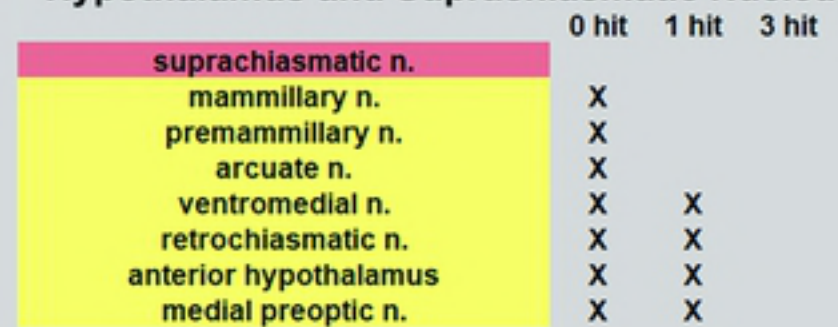 0 hit 1 hit 3 hit
suprachiasmatic n.
mammillary n. X
premammillary n. X
arcuate n. X
ventromedial n. X X
retrochiasmatic n. X X
anterior hypothalamus X X
medial preoptic n. X X